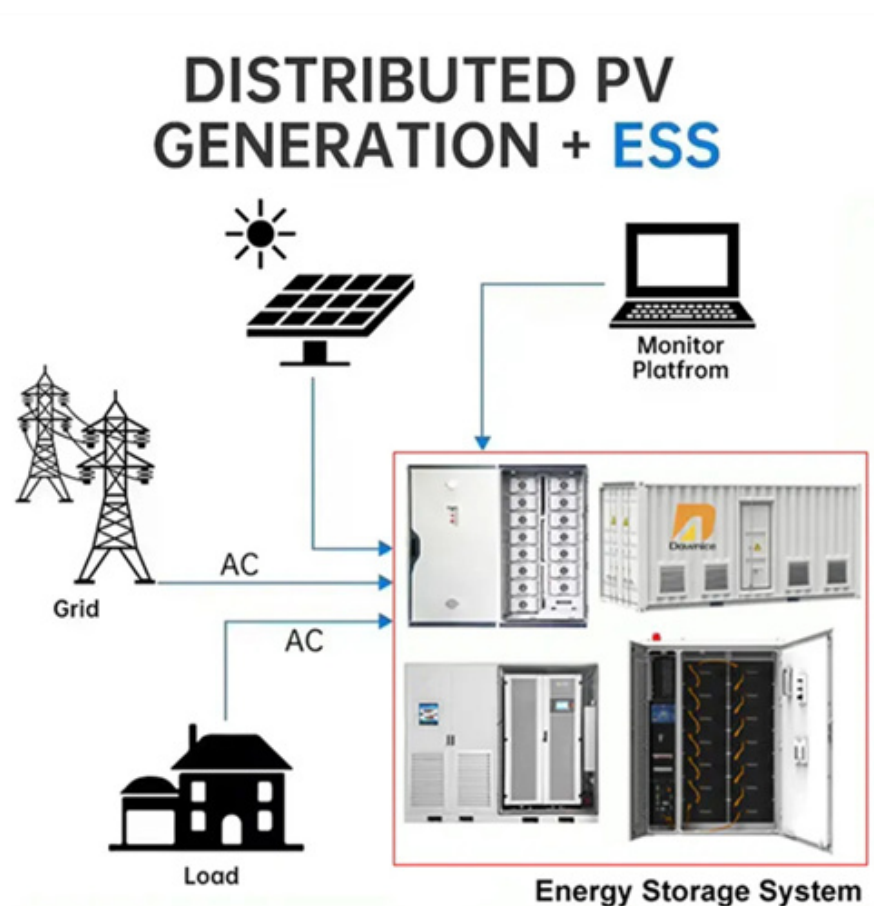 DISTRIBUTED PV
GENERATION + ESS
Monitor
Platfrom
AC
Grid
AC
Load
Energy Storage System